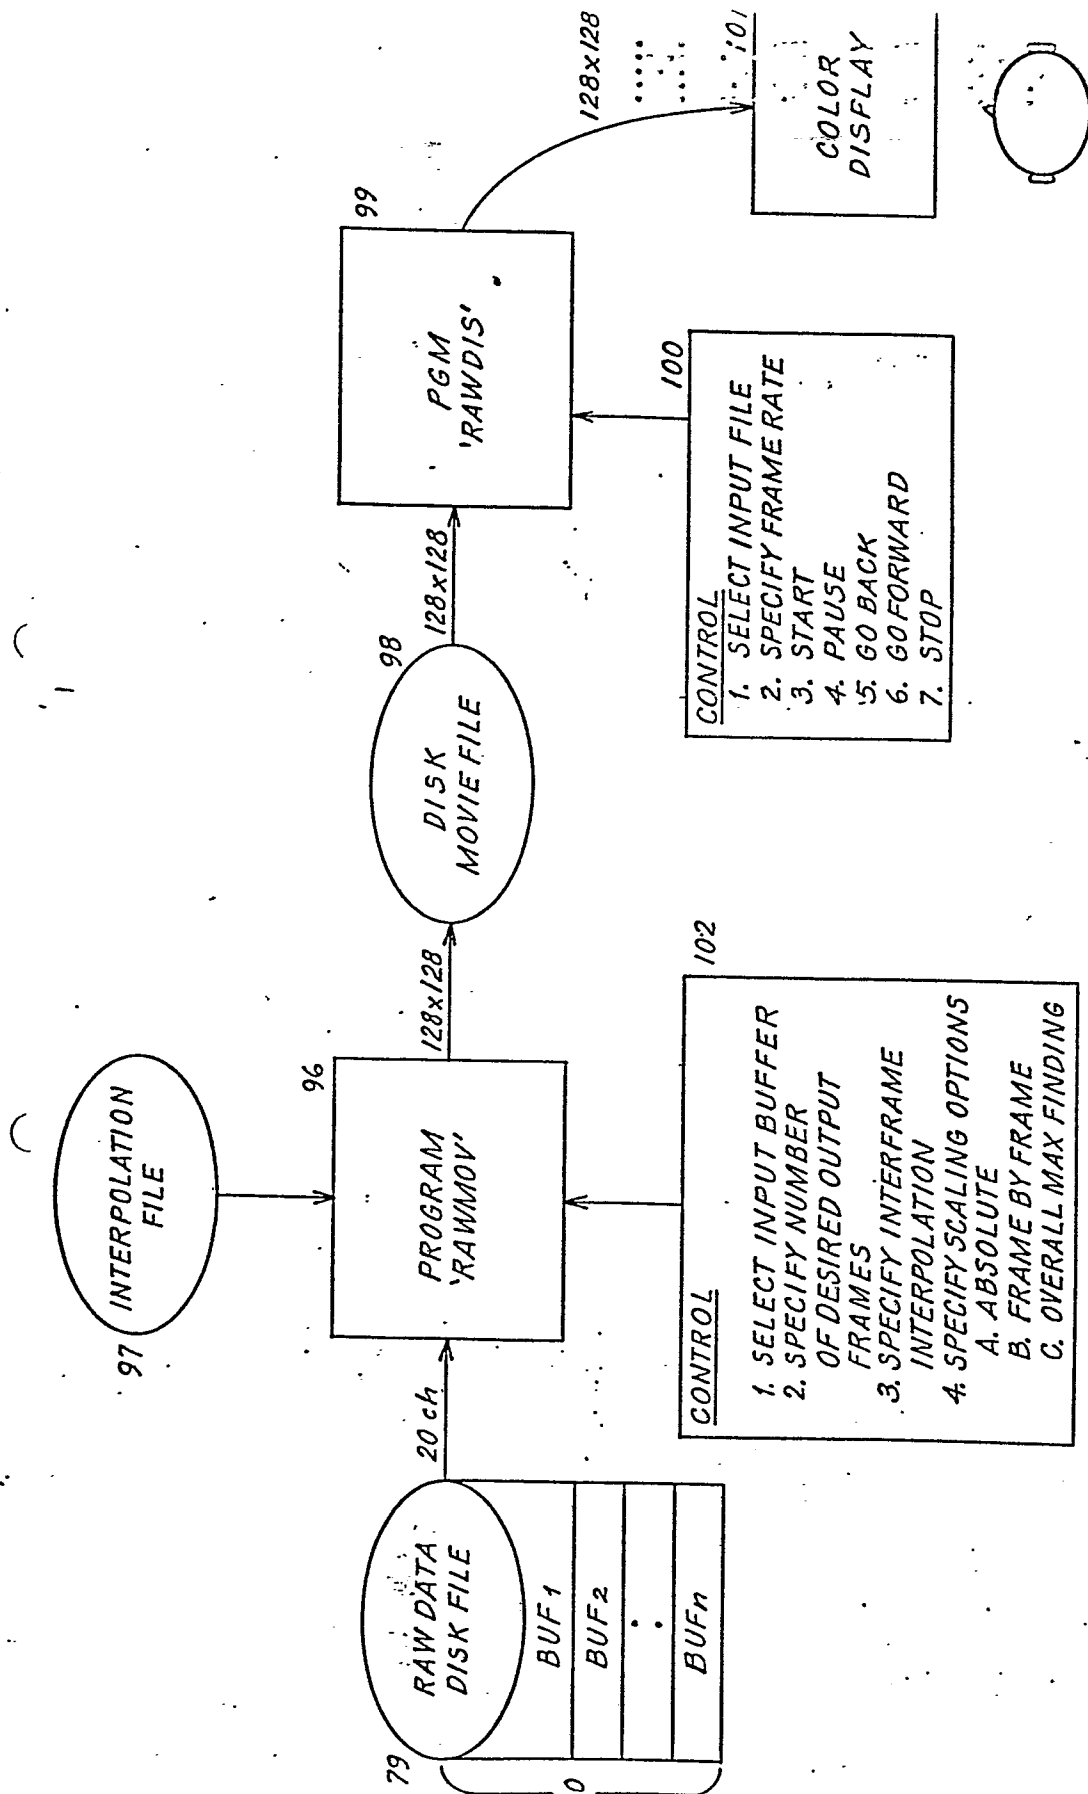 97
INTERPOLATION
FILE
79
RAW DATA
DISK FILE
BUF1
BUF2
BUFn
20 ch
96
PROGRAM
'RAWMOV'
128x128
98
DISK
MOVIE FILE
128x128
99
PGM
'RAWDIS'
128x128
101
COLOR
DISPLAY
102
CONTROL
1. SELECT INPUT BUFFER
2. SPECIFY NUMBER
OF DESIRED OUTPUT
FRAMES
3. SPECIFY INTERFRAME
INTERPOLATION
4. SPECIFY SCALING OPTIONS
A. ABSOLUTE
B. FRAME BY FRAME
C. OVERALL MAX FINDING
100
CONTROL
1. SELECT INPUT FILE
2. SPECIFY FRAME RATE
3. START
4. PAUSE
5. GO BACK
6. GO FORWARD
7. STOP